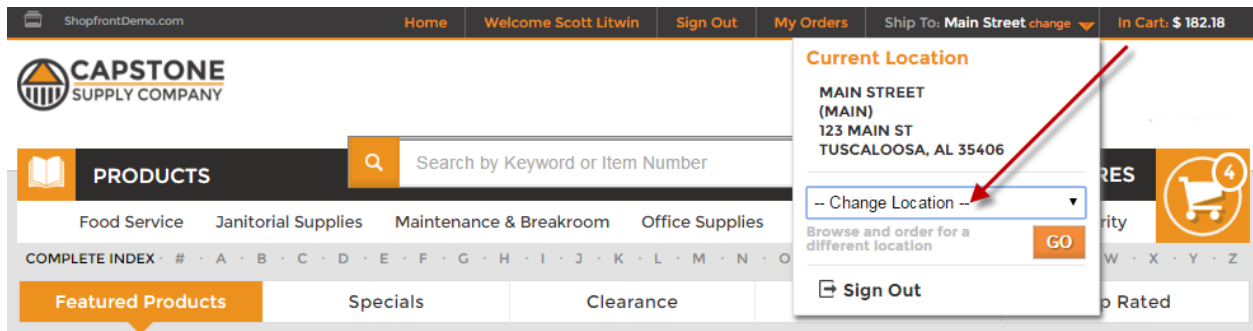 ShopfrontDemo.com Home Welcome Scott Litwin Sign Out My Orders Ship To: Main Street change In Cart: $ 182.18
CAPSTONE
SUPPLY COMPANY
Current Location
MAIN STREET
(MAIN)
123 MAIN ST
TUSCALOOSA, AL 35406
Search by Keyword or Item Number
PRODUCTS
RES
4
-- Change Location --
Browse and order for a
different location
GO
Food Service Janitorial Supplies Maintenance & Breakroom Office Supplies rity
COMPLETE INDEX · # · A · B · C · D · E · F · G · H · I · J · K · L · M · N · O W · X · Y · Z
Sign Out
Featured Products Specials Clearance p Rated